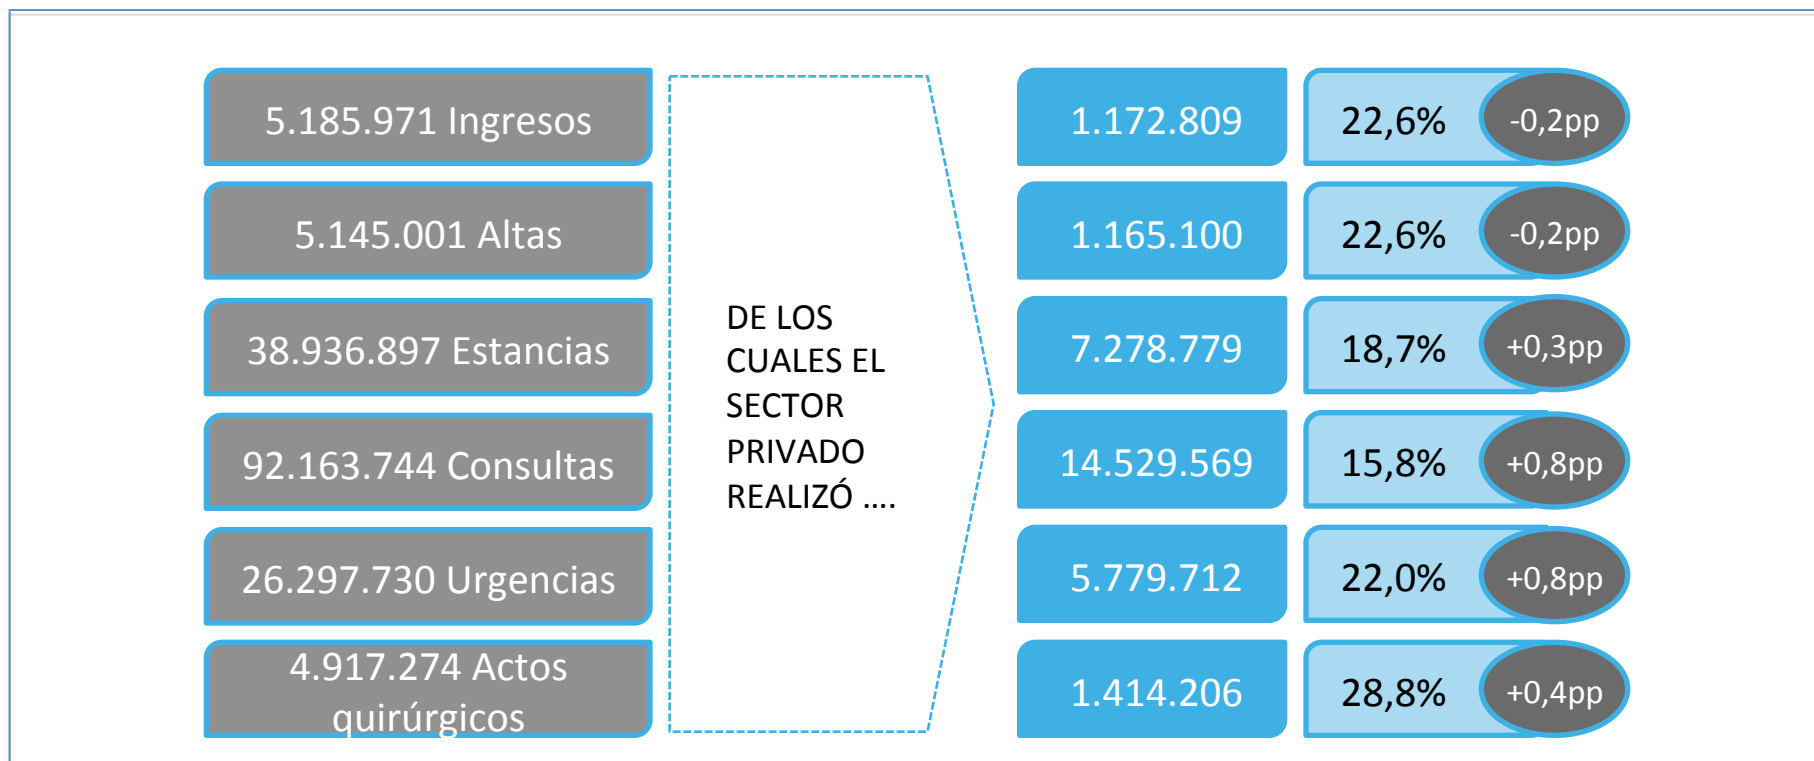 5.185.971 Ingresos
1.172.809
22,6%
-0,2pp
5.145.001 Altas
1.165.100
22,6%
-0,2pp
38.936.897 Estancias
7.278.779
18,7%
+0,3pp
92.163.744 Consultas
14.529.569
15,8%
+0,8pp
26.297.730 Urgencias
5.779.712
22,0%
+0,8pp
4.917.274 Actos
quirúrgicos
1.414.206
28,8%
+0,4pp
DE LOS
CUALES EL
SECTOR
PRIVADO
REALIZÓ ....